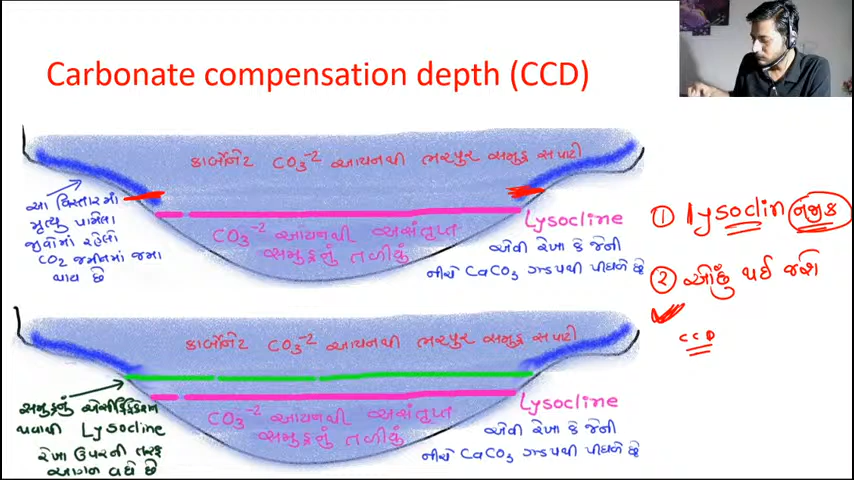 Carbonate compensation depth (CCD)
કાર્બોનેટ CO₃⁻² આયનથી ભરપુર સમુદ્ર સપાટી
આ વિસ્તારમાં
મૃત્યુ પામેલા
જીવોમાં રહેલો
CO₂ જમીનમાં જમા
થાય છે
CO₃⁻² આયનથી અસંતૃપ્ત
સમુદ્રનું તળીયું
Lysocline
એવી રેખા કે જેની
નીચે CaCO₃ ઝડપથી પીગળે છે
① lysoclin નજીક
② ઓછું થઈ જશે
CCD
કાર્બોનેટ CO₃⁻² આયનથી ભરપુર સમુદ્ર સપાટી
સમુદ્રનું એસીડિફિકેશન
થવાથી Lysocline
રેખા ઉપરની તરફ
આગળ વધે છે
CO₃⁻² આયનથી અસંતૃપ્ત
સમુદ્રનું તળીયું
Lysocline
એવી રેખા કે જેની
નીચે CaCO₃ ઝડપથી પીગળે છે